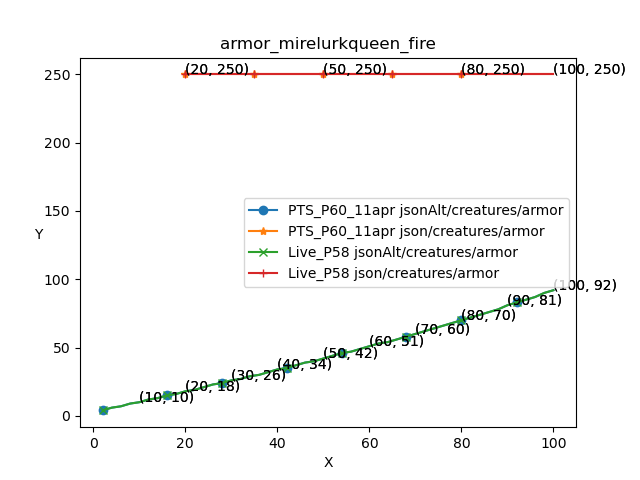 armor_mirelurkqueen_fire
250
(20, 250)
(50, 250)
(80, 250)
(100, 250)
200
150
PTS_P60_11apr jsonAlt/creatures/armor
PTS_P60_11apr json/creatures/armor
Live_P58 jsonAlt/creatures/armor
Live_P58 json/creatures/armor
Y
100
50
0
(10, 10)
(20, 18)
(30, 26)
(40, 34)
(50, 42)
(60, 51)
(70, 60)
(80, 70)
(90, 81)
(100, 92)
0 20 40 60 80 100
X